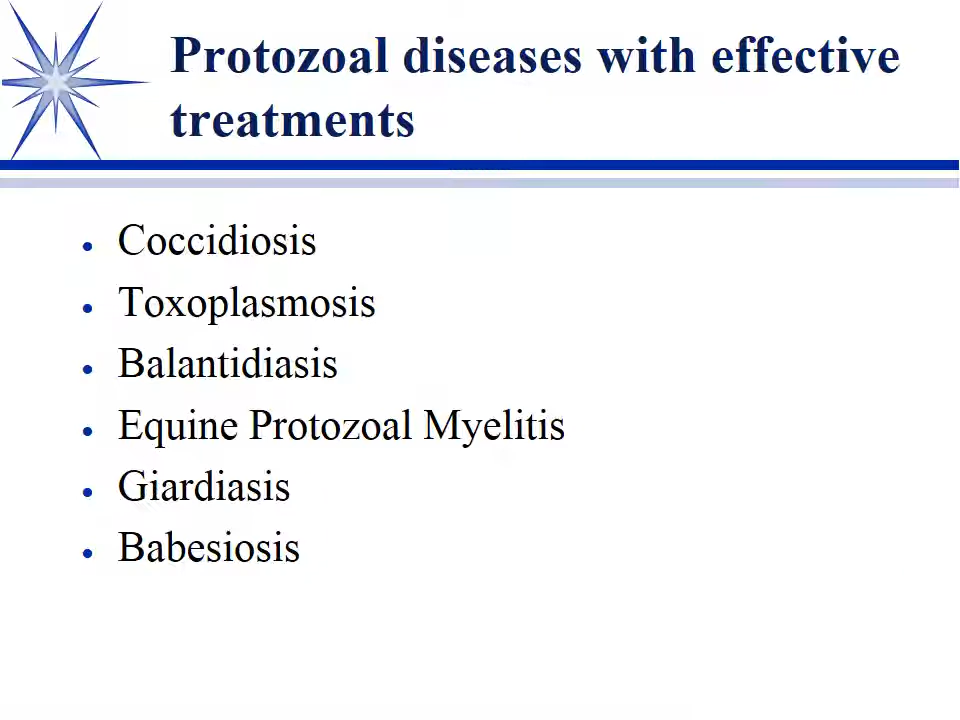 Protozoal diseases with effective
treatments
• Coccidiosis
• Toxoplasmosis
• Balantidiasis
• Equine Protozoal Myelitis
• Giardiasis
• Babesiosis